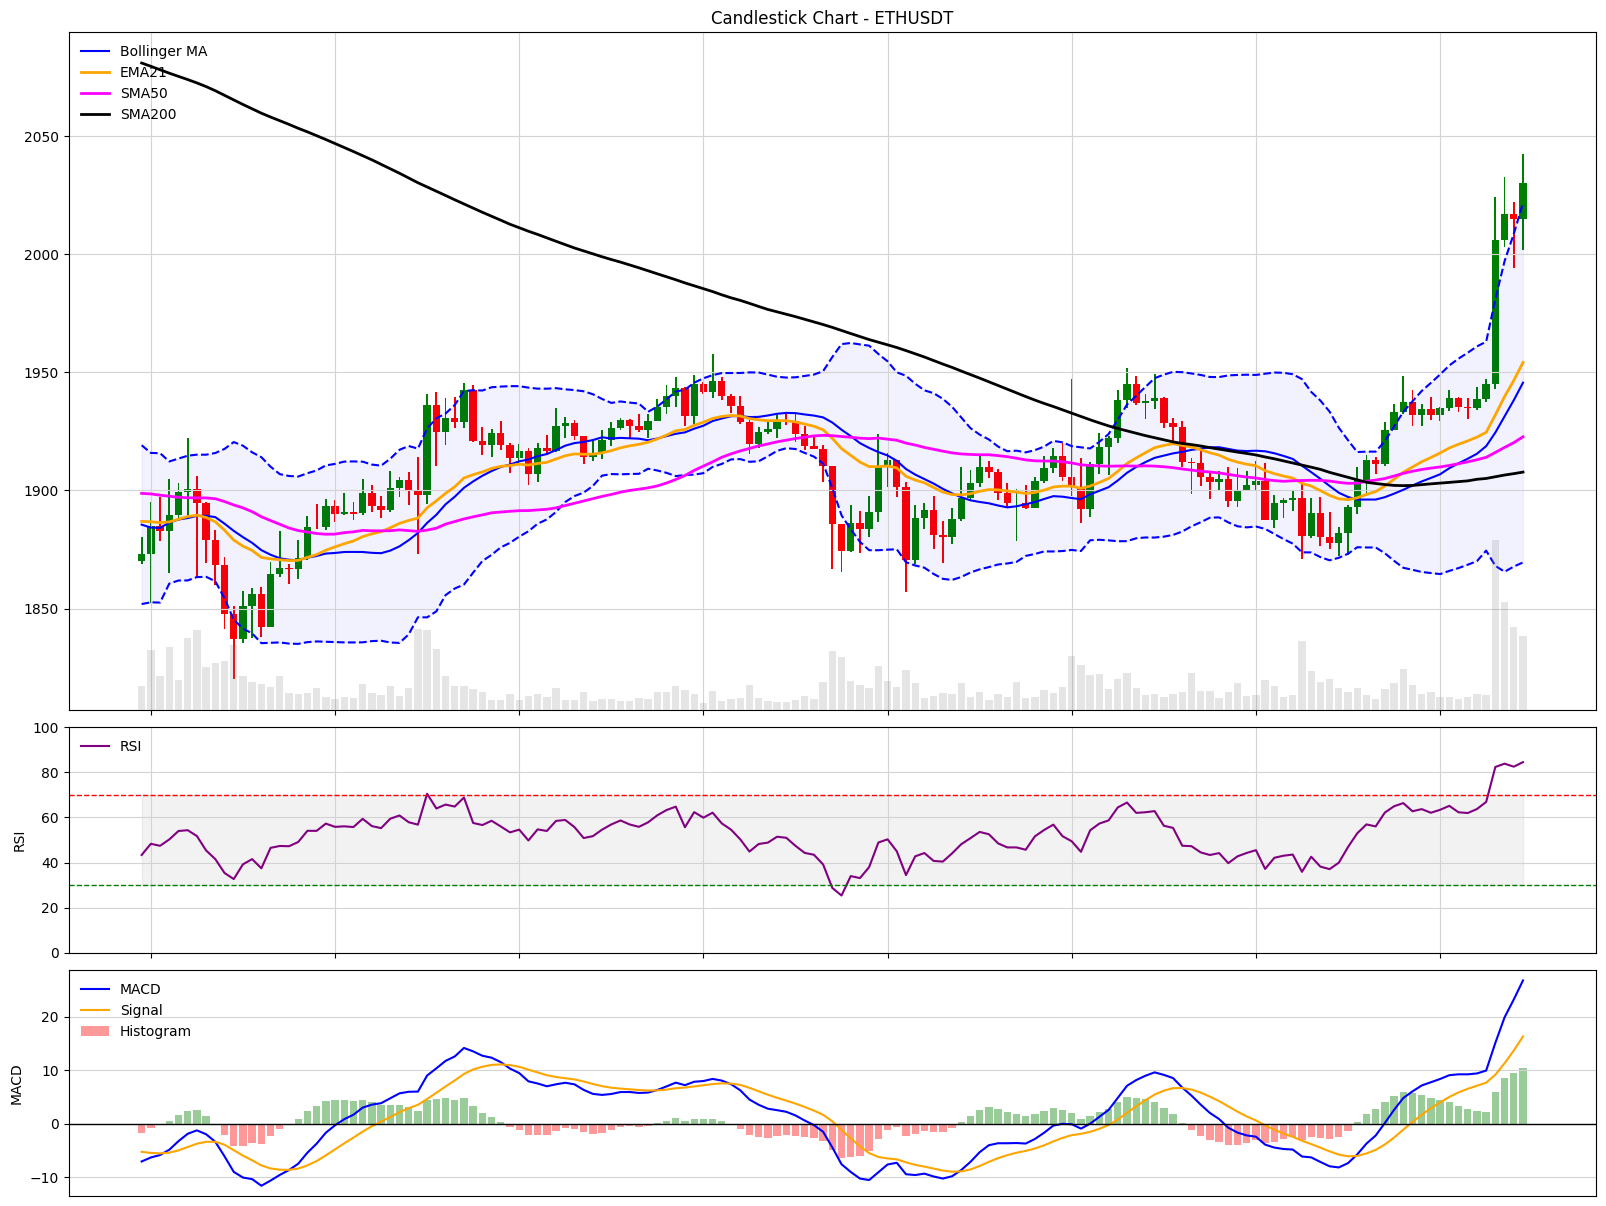 Candlestick Chart - ETHUSDT
Bollinger MA
EMA21
SMA50
SMA200
2050
2000
1950
1900
1850
RSI
100
80
60
40
20
0
RSI
MACD
Signal
Histogram
20
10
0
−10
MACD